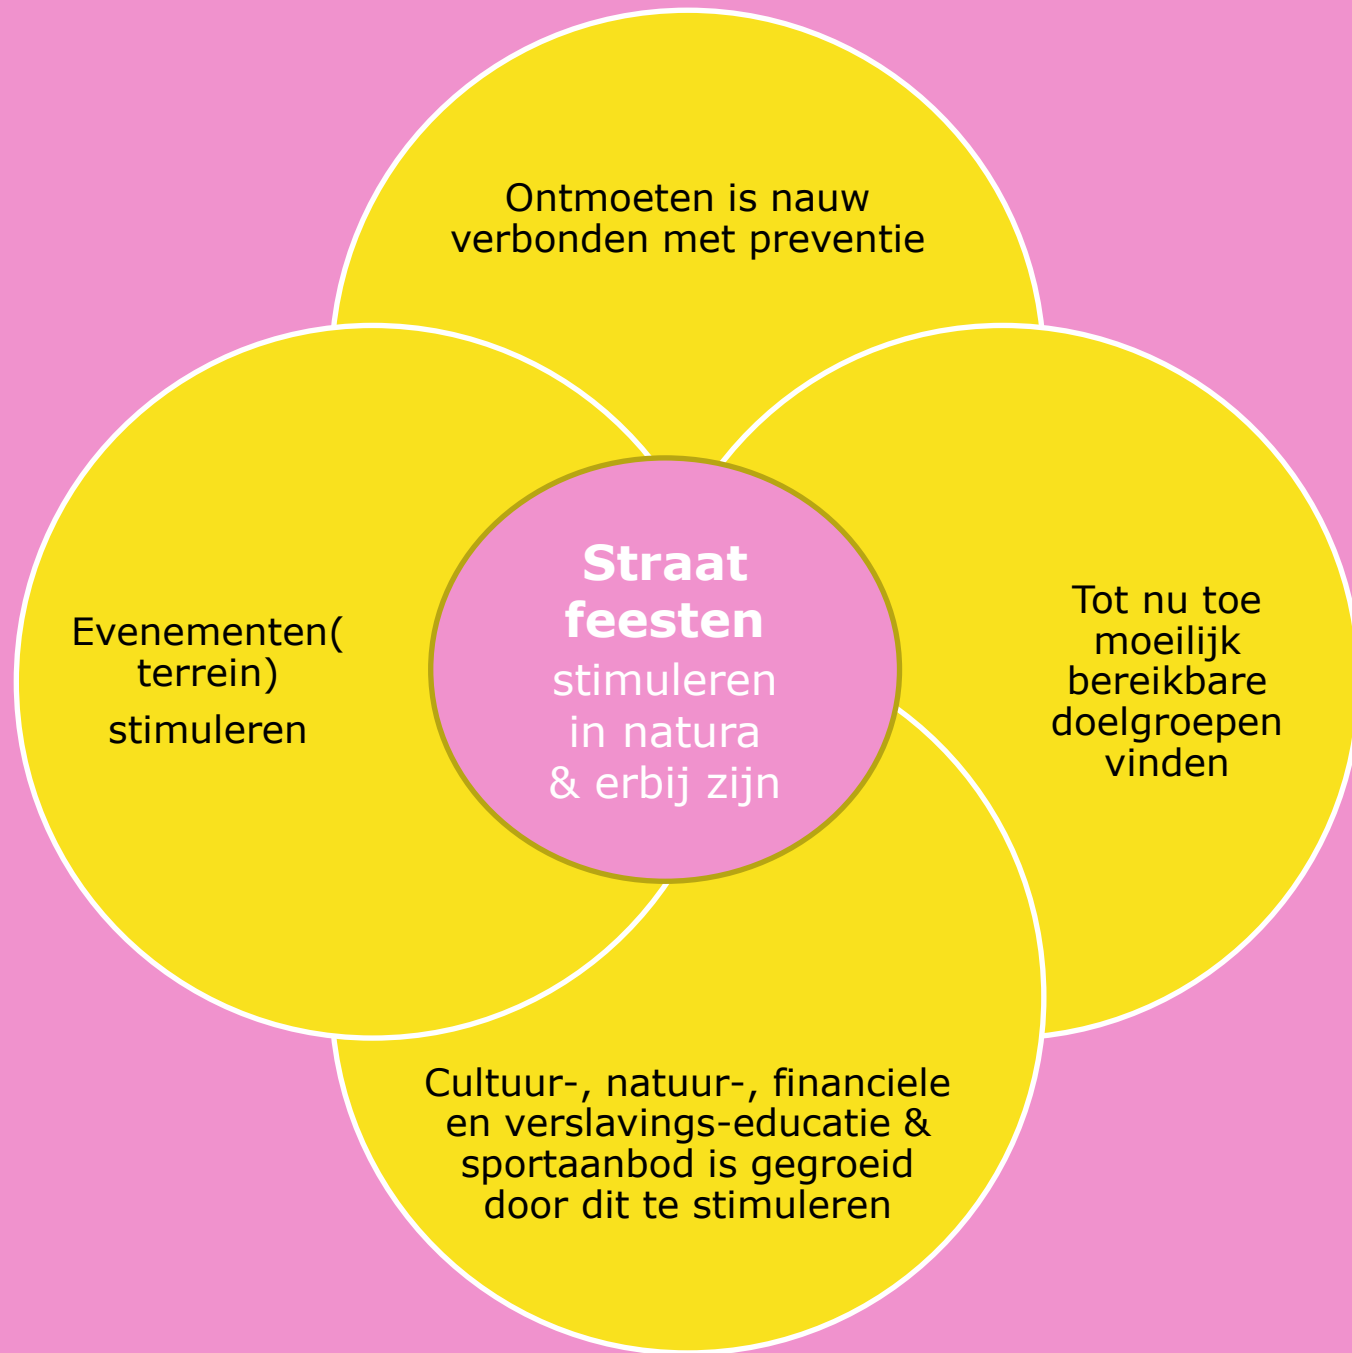 Ontmoeten is nauw
verbonden met preventie
Evenementen(
terrein)
stimuleren
Straat
feesten
stimuleren
in natura
& erbij zijn
Tot nu toe
moeilijk
bereikbare
doelgroepen
vinden
Cultuur-, natuur-, financiele
en verslavings-educatie &
sportaanbod is gegroeid
door dit te stimuleren